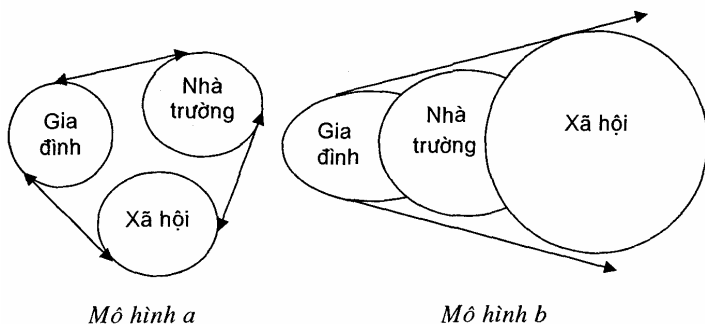 Gia
đình
Nhà
trường
Xã hội
Gia
đình
Nhà
trường
Xã hội
Mô hình a
Mô hình b